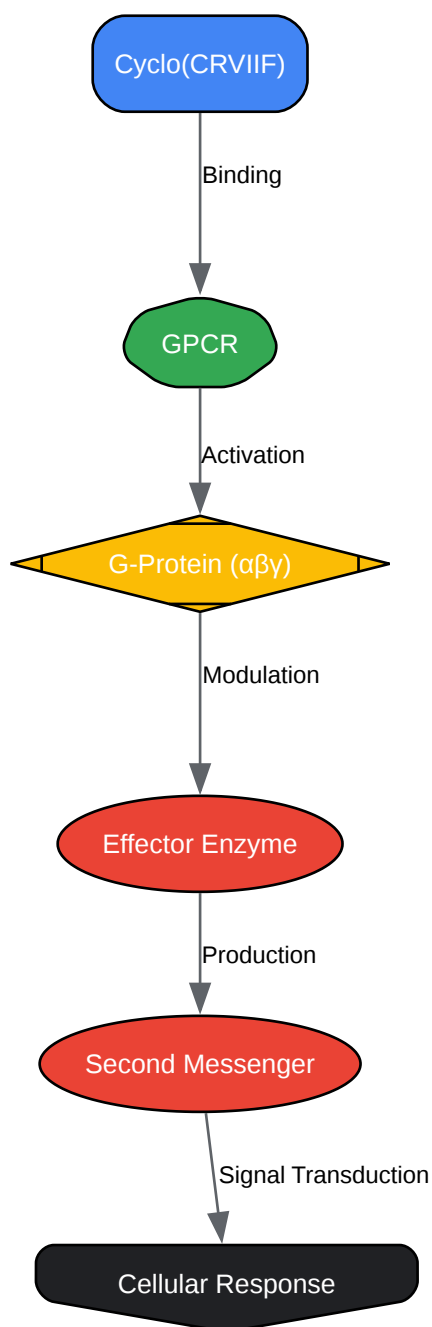 Cyclo(CRVIIF)
Binding
GPCR
Activation
G-Protein (αβγ)
Modulation
Effector Enzyme
Production
Second Messenger
Signal Transduction
Cellular Response